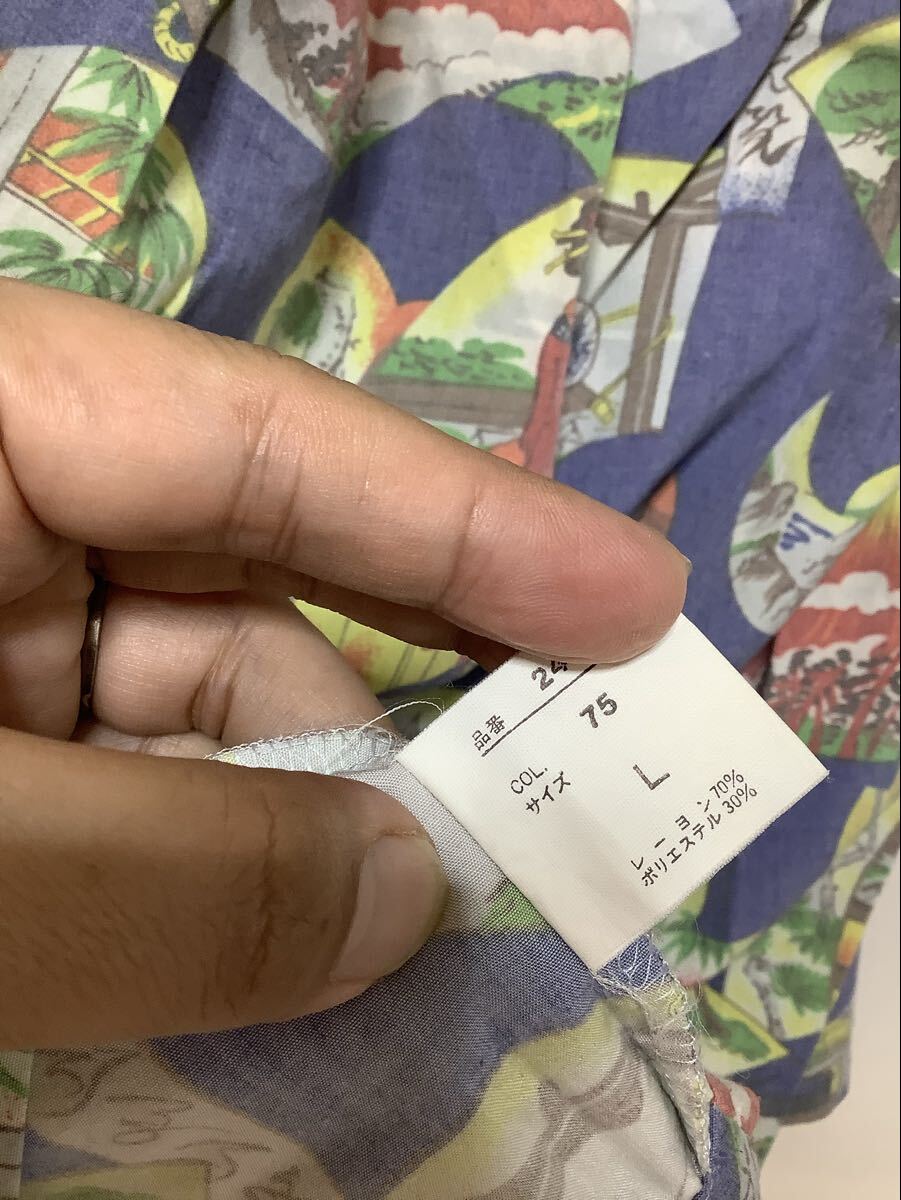 品番 24
COL. 75
サイズ L
レーヨン 70%
ポリエステル 30%